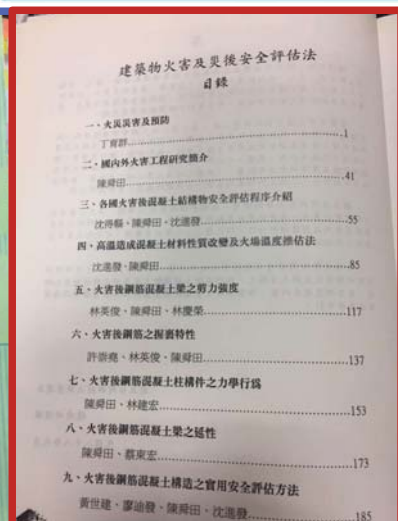 建築物火害及災後安全評估法
目錄
一、火災災害及預防
丁育群......1
二、國內外火害工程研究簡介
陳舜田......41
三、各國火害後混凝土結構物安全評估程序介紹
沈得縣、陳舜田、沈進發......55
四、高溫造成混凝土材料性質改變及火場溫度推估法
沈進發、陳舜田......85
五、火害後鋼筋混凝土梁之剪力強度
林英俊、陳舜田、林慶榮......117
六、火害後鋼筋之握裹特性
許崇堯、林英俊、陳舜田......137
七、火害後鋼筋混凝土柱構件之力學行為
陳舜田、林建宏......153
八、火害後鋼筋混凝土梁之延性
陳舜田、蔡東宏......173
九、火害後鋼筋混凝土構造之實用安全評估方法
黃世建、廖迪發、陳舜田、沈進發......185